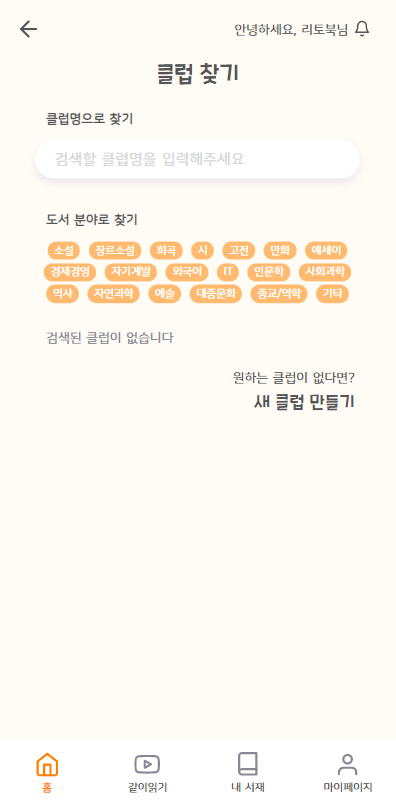 안녕하세요, 리토북님
클럽 찾기
클럽명으로 찾기
검색할 클럽명을 입력해주세요
도서 분야로 찾기
소설 장르소설 희곡 시 고전 만화 에세이
경제경영 자기계발 외국어 IT 인문학 사회과학
역사 자연과학 예술 대중문화 종교/역학 기타
검색된 클럽이 없습니다
원하는 클럽이 없다면?
새 클럽 만들기
홈 같이읽기 내 서재 마이페이지